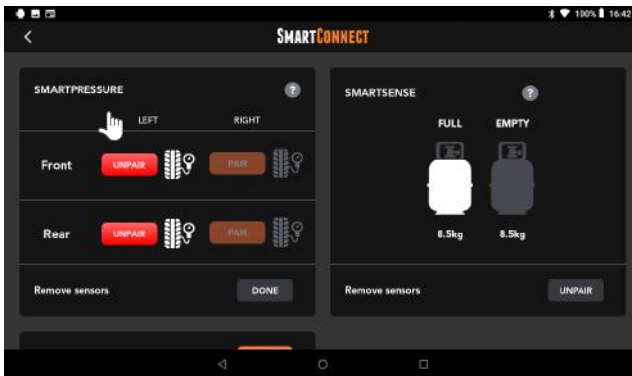 100% 16:42
SMARTCONNECT
SMARTPRESSURE ?
LEFT RIGHT
Front UNPAIR PAIR
Rear UNPAIR PAIR
Remove sensors DONE
SMARTSENSE ?
FULL EMPTY
8.5kg 8.5kg
Remove sensors UNPAIR